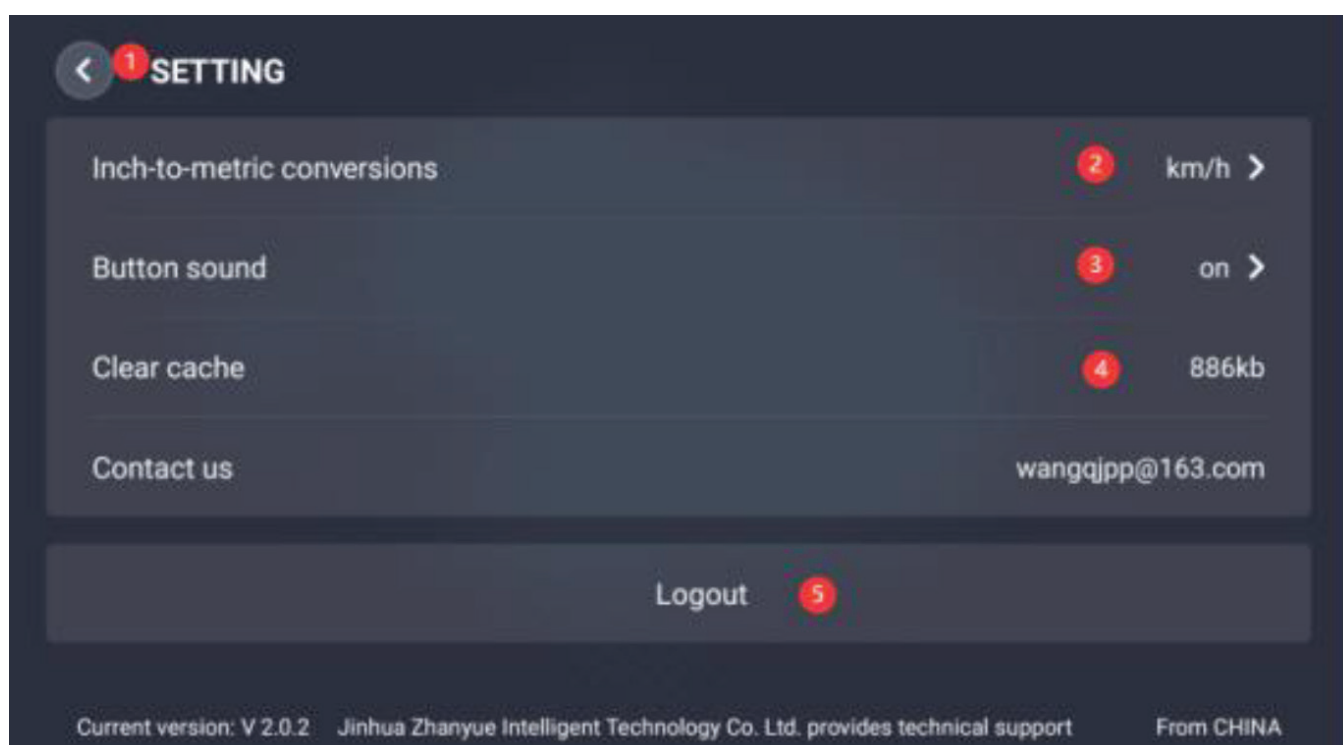 1 SETTING
Inch-to-metric conversions 2 km/h
Button sound 3 on
Clear cache 4 886kb
Contact us wangqjpp@163.com
Logout 5
Current version: V 2.0.2 Jinhua Zhanyue Intelligent Technology Co. Ltd. provides technical support From CHINA